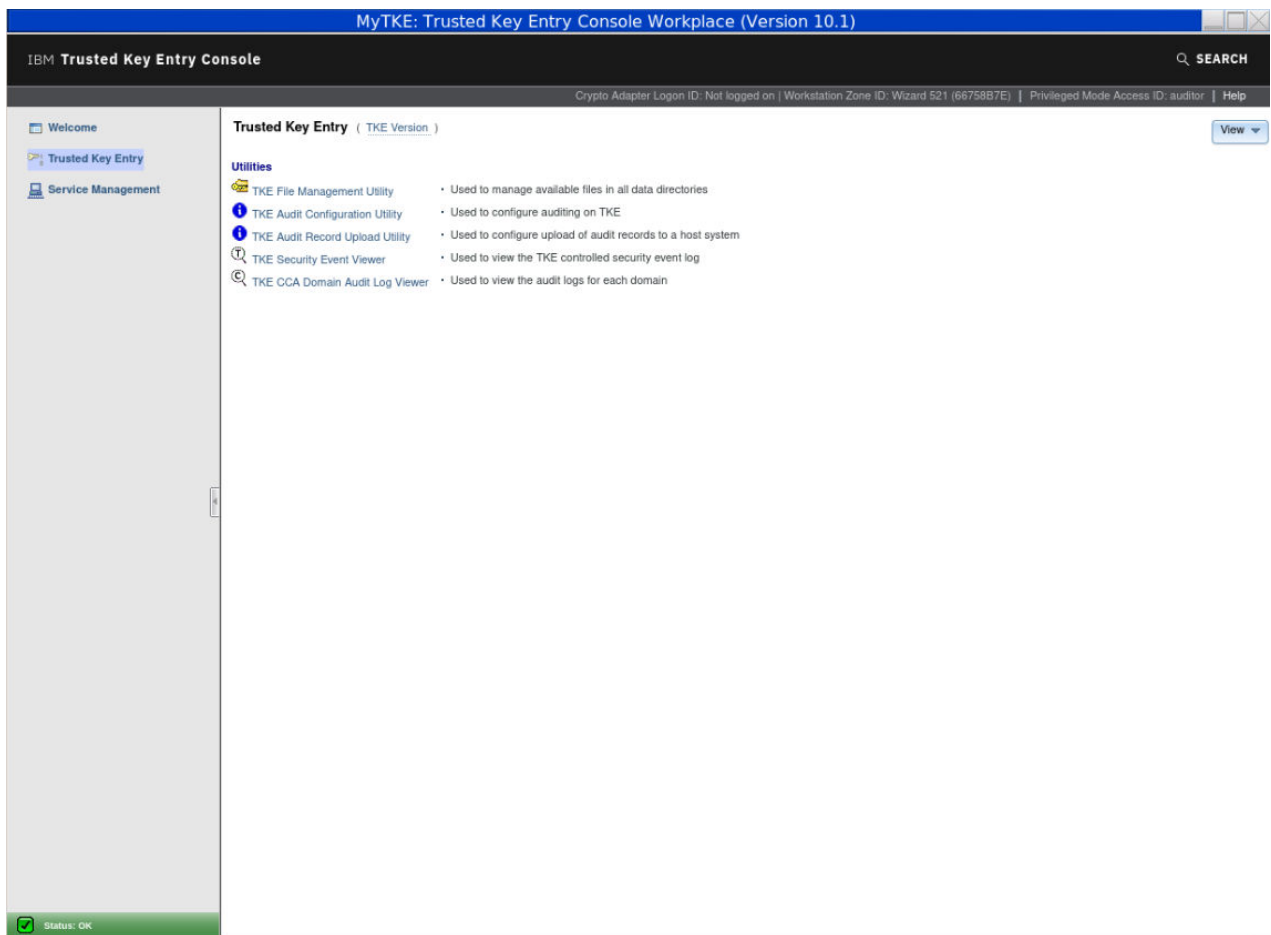 MyTKE: Trusted Key Entry Console Workplace (Version 10.1)
IBM Trusted Key Entry Console
SEARCH
Crypto Adapter Logon ID: Not logged on | Workstation Zone ID: Wizard 521 (66758B7E) | Privileged Mode Access ID: auditor | Help
Welcome
Trusted Key Entry
Service Management
Trusted Key Entry ( TKE Version )
View
Utilities
TKE File Management Utility • Used to manage available files in all data directories
TKE Audit Configuration Utility • Used to configure auditing on TKE
TKE Audit Record Upload Utility • Used to configure upload of audit records to a host system
TKE Security Event Viewer • Used to view the TKE controlled security event log
TKE CCA Domain Audit Log Viewer • Used to view the audit logs for each domain
Status: OK